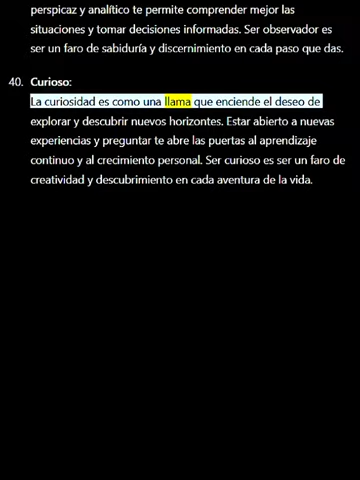 perspicaz y analítico te permite comprender mejor las
situaciones y tomar decisiones informadas. Ser observador es
ser un faro de sabiduría y discernimiento en cada paso que das.
40. Curioso:
La curiosidad es como una llama que enciende el deseo de
explorar y descubrir nuevos horizontes. Estar abierto a nuevas
experiencias y preguntar te abre las puertas al aprendizaje
continuo y al crecimiento personal. Ser curioso es ser un faro de
creatividad y descubrimiento en cada aventura de la vida.